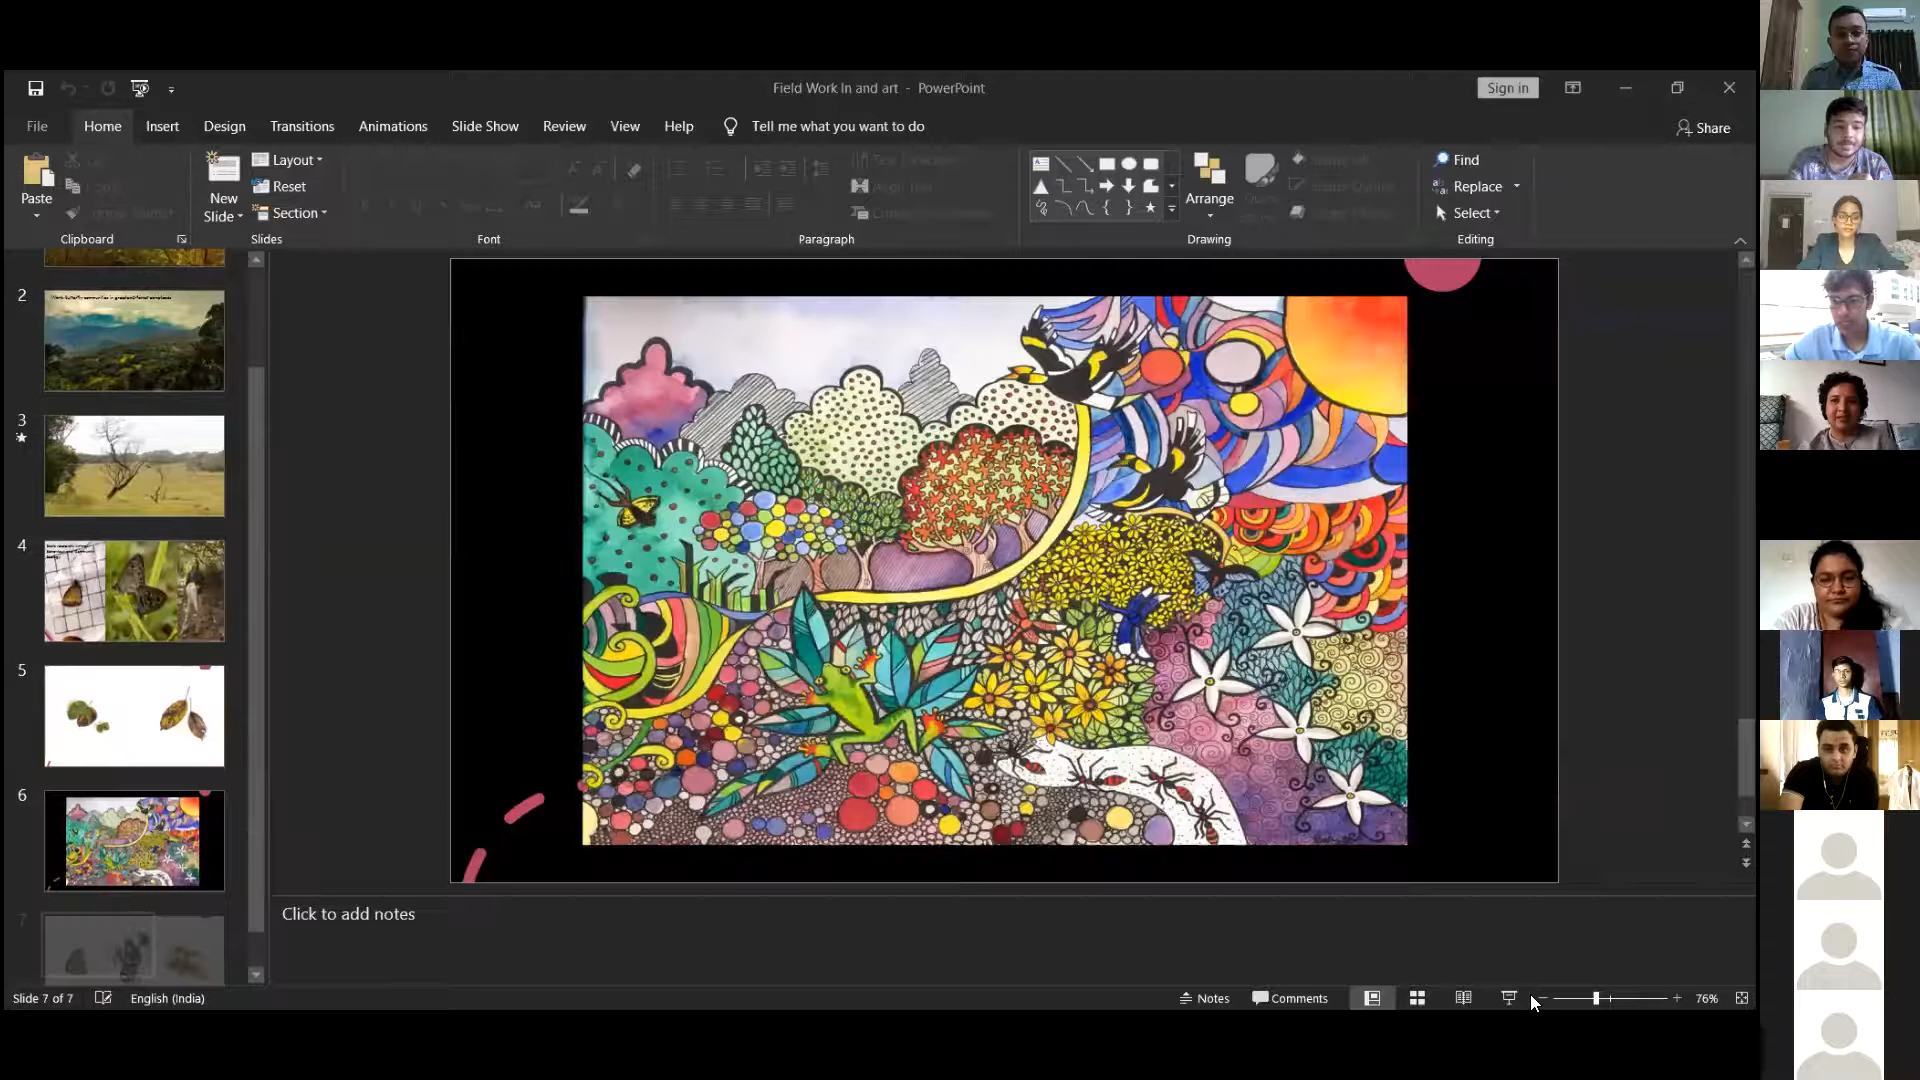 Field Work In and art - PowerPoint
Sign in
File Home Insert Design Transitions Animations Slide Show Review View Help Tell me what you want to do
Share
Paste
New Slide
Layout
Reset
Section
Find
Replace
Select
Arrange
Clipboard Slides Font Paragraph Drawing Editing
2
3
4
5
6
7
Click to add notes
Slide 7 of 7 English (India) Notes Comments 76%